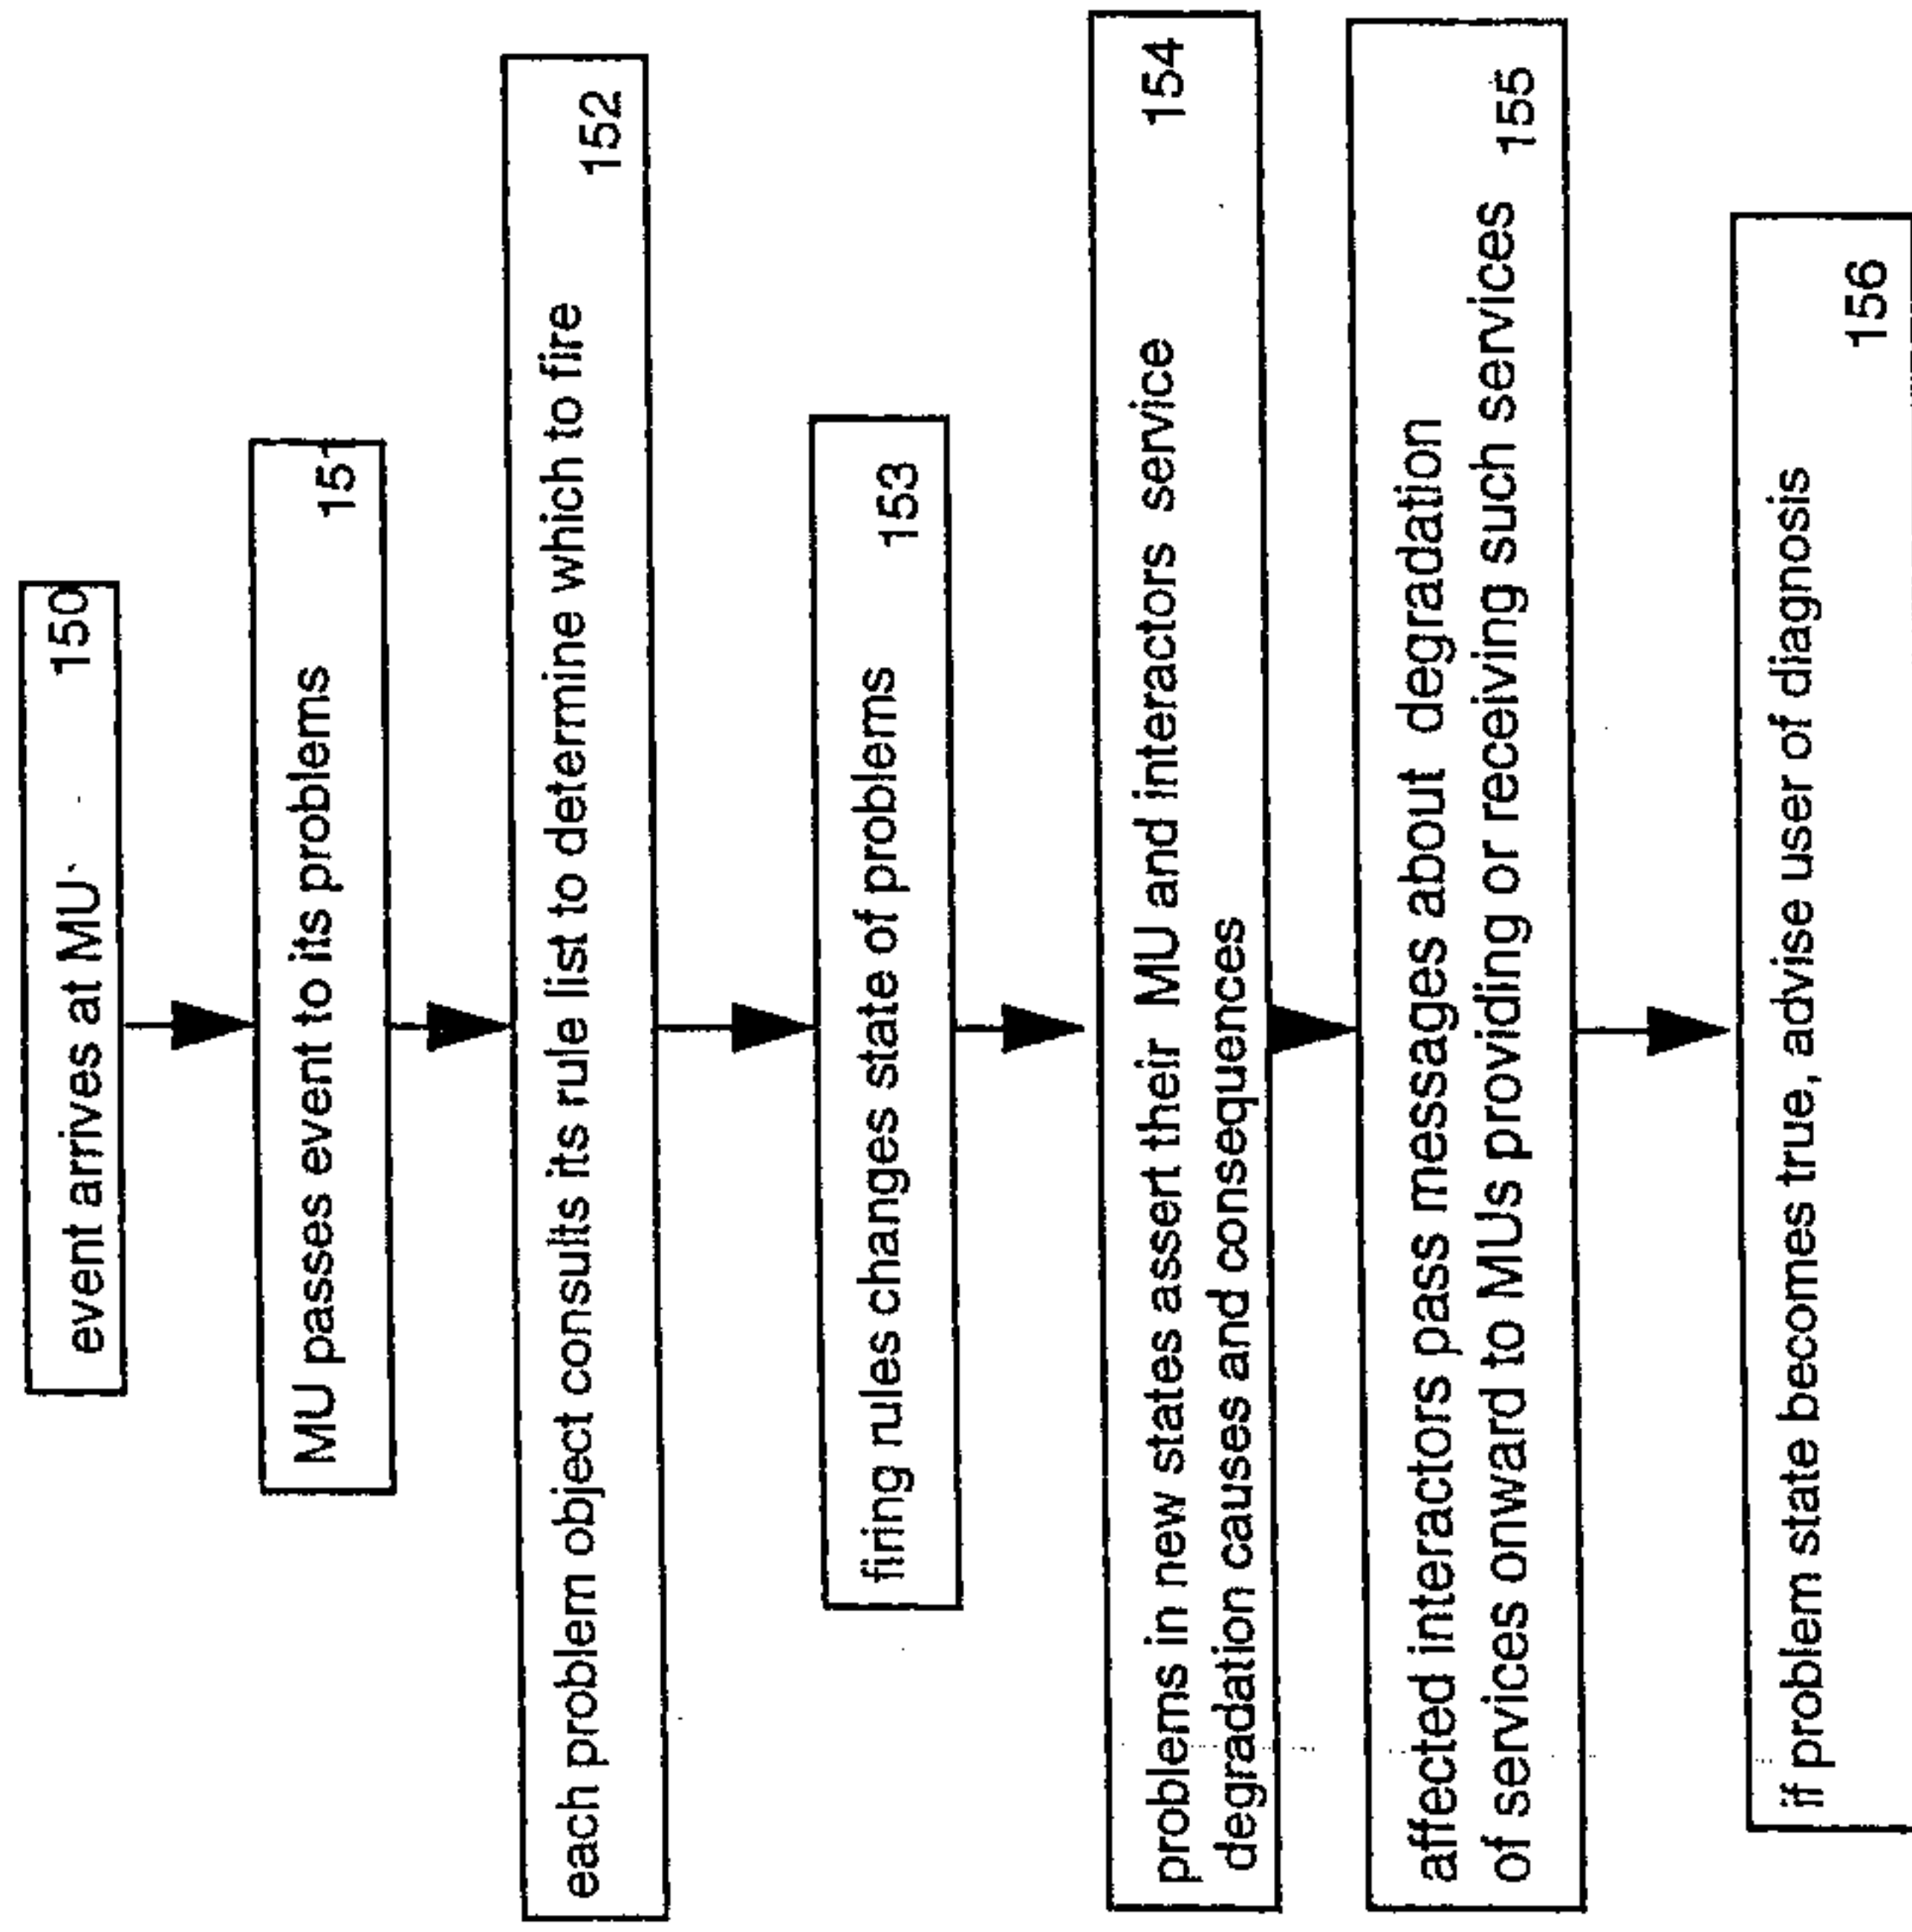 event arrives at MU
150
MU passes event to its problems
151
each problem object consults its rule list to determine which to fire
152
firing rules changes state of problems
153
problems in new states assert their MU and interactors service
degradation causes and consequences
154
affected interactors pass messages about degradation
of services onward to MUs providing or receiving such services
155
if problem state becomes true, advise user of diagnosis
156